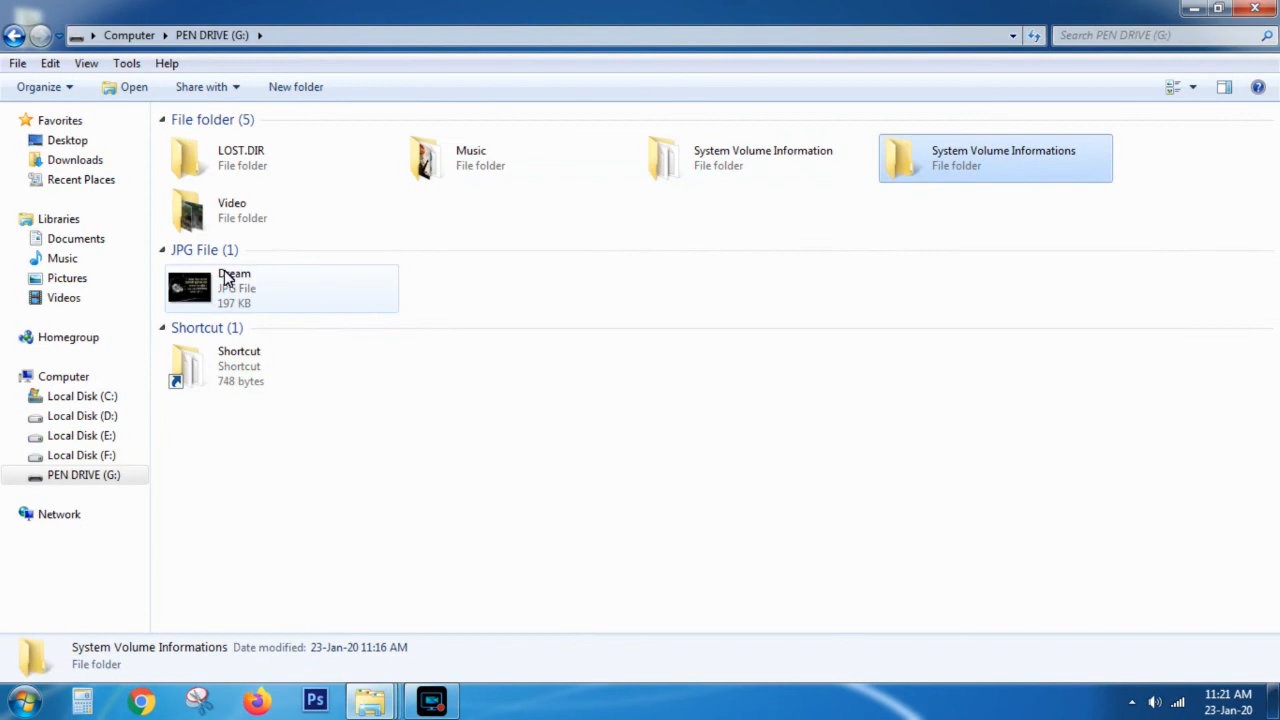 Computer
PEN DRIVE (G:)
Search PEN DRIVE (G:)
File
Edit
View
Tools
Help
Organize
Open
Share with
New folder
Favorites
Desktop
Downloads
Recent Places
Libraries
Documents
Music
Pictures
Videos
Homegroup
Computer
Local Disk (C:)
Local Disk (D:)
Local Disk (E:)
Local Disk (F:)
PEN DRIVE (G:)
Network
File folder (5)
LOST.DIR
File folder
Music
File folder
System Volume Information
File folder
System Volume Informations
File folder
Video
File folder
JPG File (1)
Dream
JPG File
197 KB
Shortcut (1)
Shortcut
Shortcut
748 bytes
System Volume Informations Date modified: 23-Jan-20 11:16 AM
File folder
Ps
11:21 AM
23-Jan-20